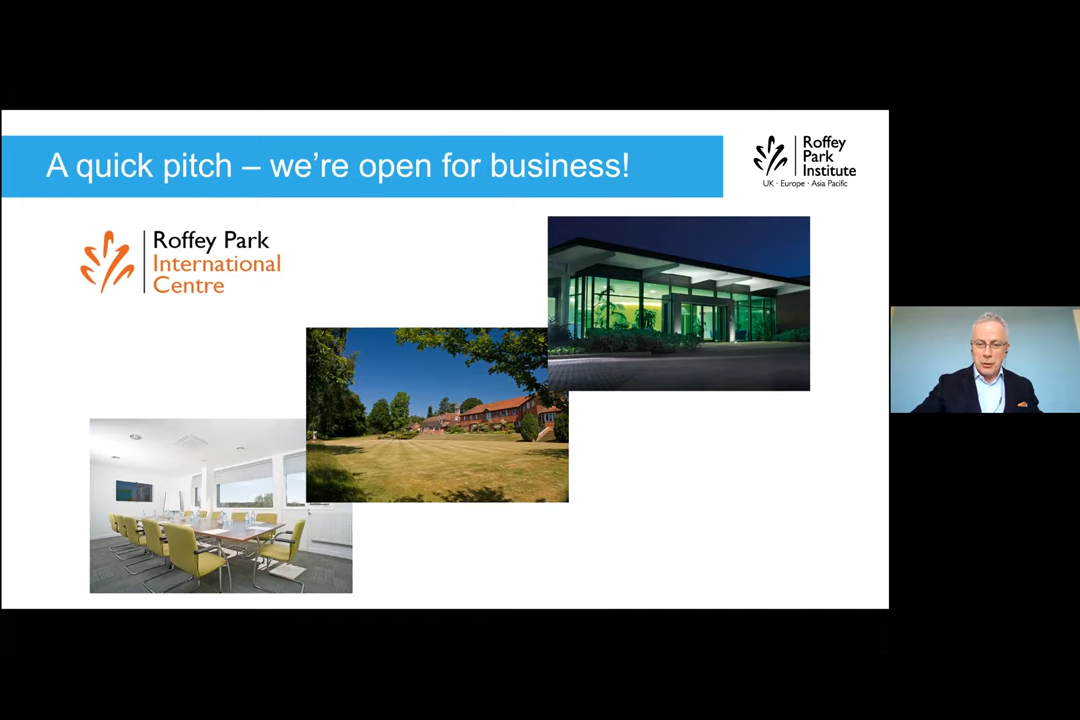 A quick pitch – we're open for business!
Roffey
Park
Institute
UK · Europe · Asia Pacific
Roffey Park
International
Centre